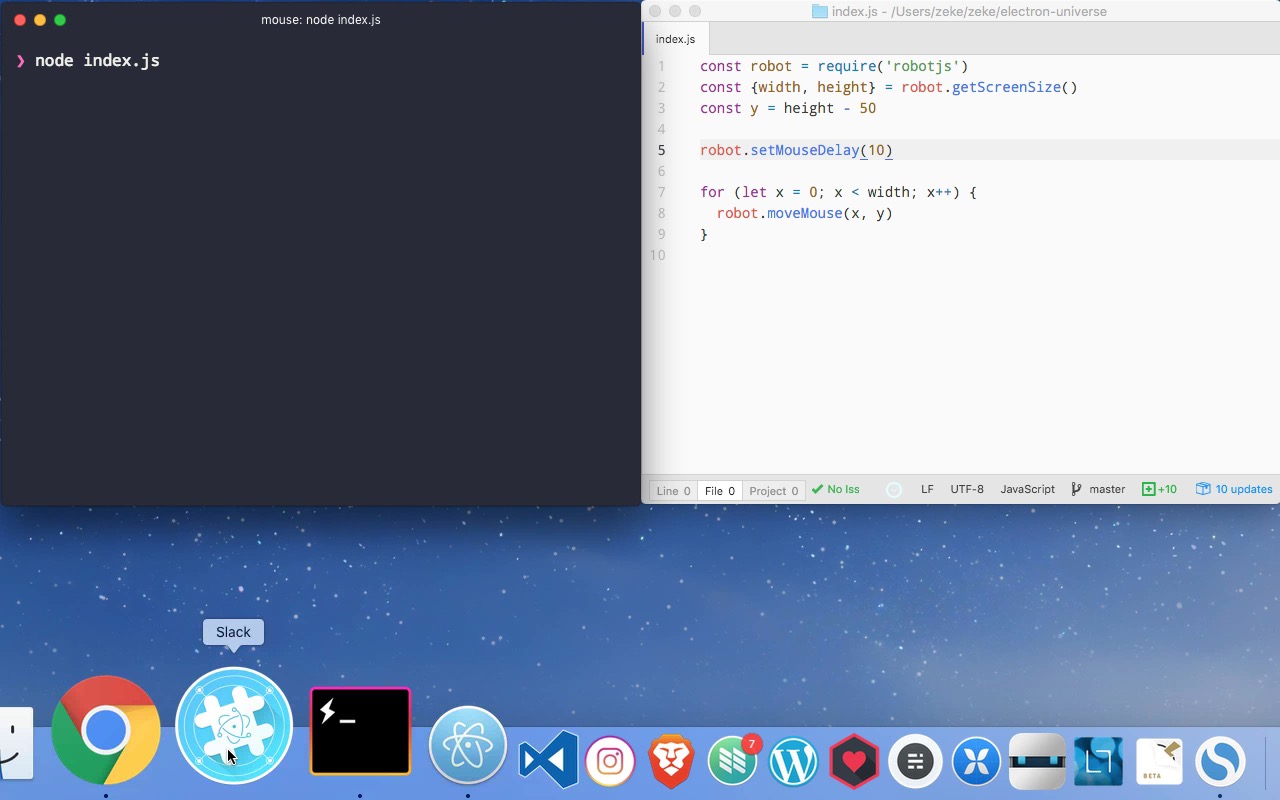 mouse: node index.js
❯ node index.js
index.js - /Users/zeke/zeke/electron-universe
index.js
1 const robot = require('robotjs')
2 const {width, height} = robot.getScreenSize()
3 const y = height - 50
4
5 robot.setMouseDelay(10)
6
7 for (let x = 0; x < width; x++) {
8 robot.moveMouse(x, y)
9 }
10
Line 0 File 0 Project 0 No Iss LF UTF-8 JavaScript master +10 10 updates
Slack
7
BETA